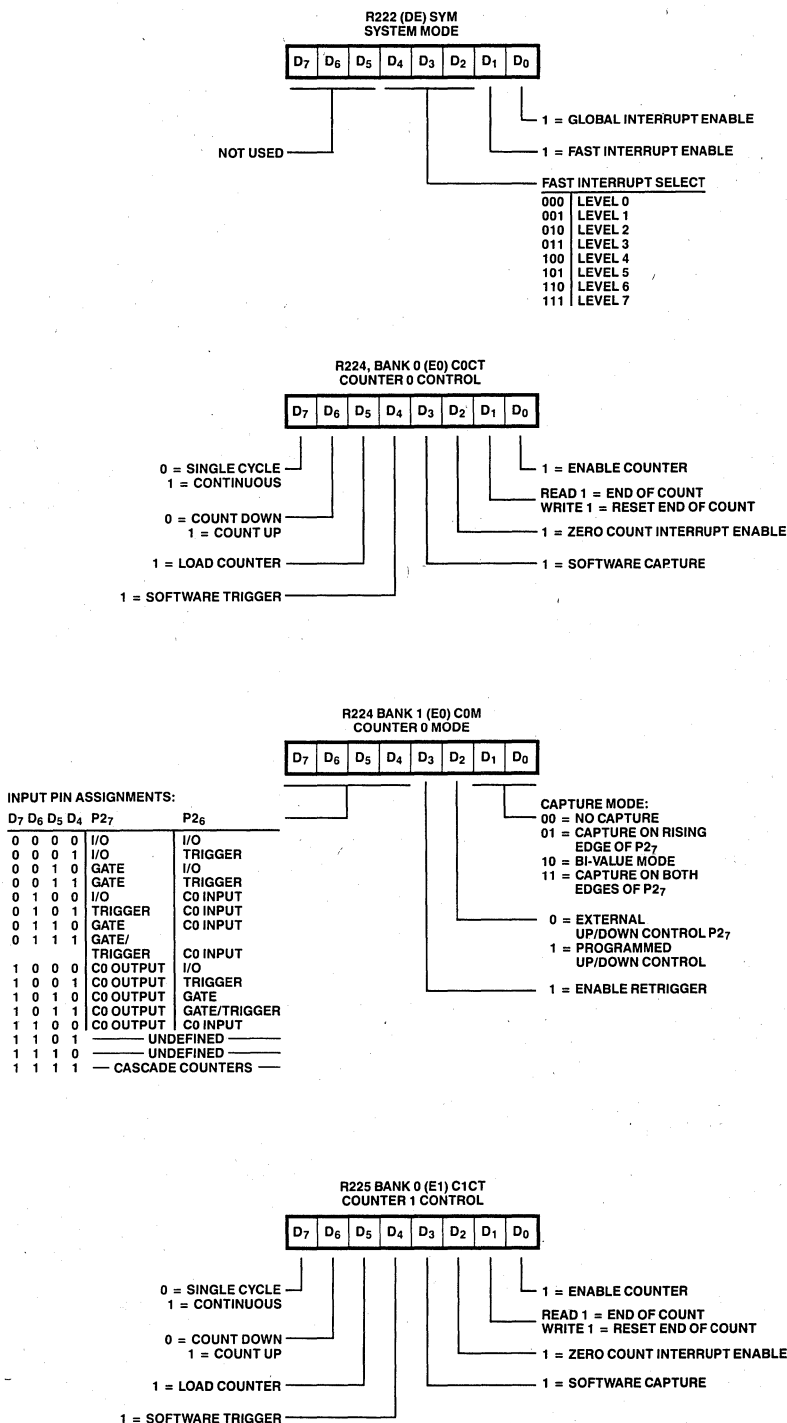 R222 (DE) SYM
SYSTEM MODE
D7 D6 D5 D4 D3 D2 D1 D0
1 = GLOBAL INTERRUPT ENABLE
NOT USED
1 = FAST INTERRUPT ENABLE
FAST INTERRUPT SELECT
000 LEVEL 0
001 LEVEL 1
010 LEVEL 2
011 LEVEL 3
100 LEVEL 4
101 LEVEL 5
110 LEVEL 6
111 LEVEL 7
R224, BANK 0 (E0) C0CT
COUNTER 0 CONTROL
D7 D6 D5 D4 D3 D2 D1 D0
0 = SINGLE CYCLE
1 = CONTINUOUS
0 = COUNT DOWN
1 = COUNT UP
1 = LOAD COUNTER
1 = SOFTWARE TRIGGER
1 = ENABLE COUNTER
READ 1 = END OF COUNT
WRITE 1 = RESET END OF COUNT
1 = ZERO COUNT INTERRUPT ENABLE
1 = SOFTWARE CAPTURE
R224 BANK 1 (E0) C0M
COUNTER 0 MODE
D7 D6 D5 D4 D3 D2 D1 D0
INPUT PIN ASSIGNMENTS:
D7 D6 D5 D4 P27 P26
0 0 0 0 I/O I/O
0 0 0 1 I/O TRIGGER
0 0 1 0 GATE I/O
0 0 1 1 GATE TRIGGER
0 1 0 0 I/O C0 INPUT
0 1 0 1 TRIGGER C0 INPUT
0 1 1 0 GATE C0 INPUT
0 1 1 1 GATE/
TRIGGER C0 INPUT
1 0 0 0 C0 OUTPUT I/O
1 0 0 1 C0 OUTPUT TRIGGER
1 0 1 0 C0 OUTPUT GATE
1 0 1 1 C0 OUTPUT GATE/TRIGGER
1 1 0 0 C0 OUTPUT C0 INPUT
1 1 0 1 UNDEFINED
1 1 1 0 UNDEFINED
1 1 1 1 CASCADE COUNTERS
CAPTURE MODE:
00 = NO CAPTURE
01 = CAPTURE ON RISING
EDGE OF P27
10 = BI-VALUE MODE
11 = CAPTURE ON BOTH
EDGES OF P27
0 = EXTERNAL
UP/DOWN CONTROL P27
1 = PROGRAMMED
UP/DOWN CONTROL
1 = ENABLE RETRIGGER
R225 BANK 0 (E1) C1CT
COUNTER 1 CONTROL
D7 D6 D5 D4 D3 D2 D1 D0
0 = SINGLE CYCLE
1 = CONTINUOUS
0 = COUNT DOWN
1 = COUNT UP
1 = LOAD COUNTER
1 = SOFTWARE TRIGGER
1 = ENABLE COUNTER
READ 1 = END OF COUNT
WRITE 1 = RESET END OF COUNT
1 = ZERO COUNT INTERRUPT ENABLE
1 = SOFTWARE CAPTURE